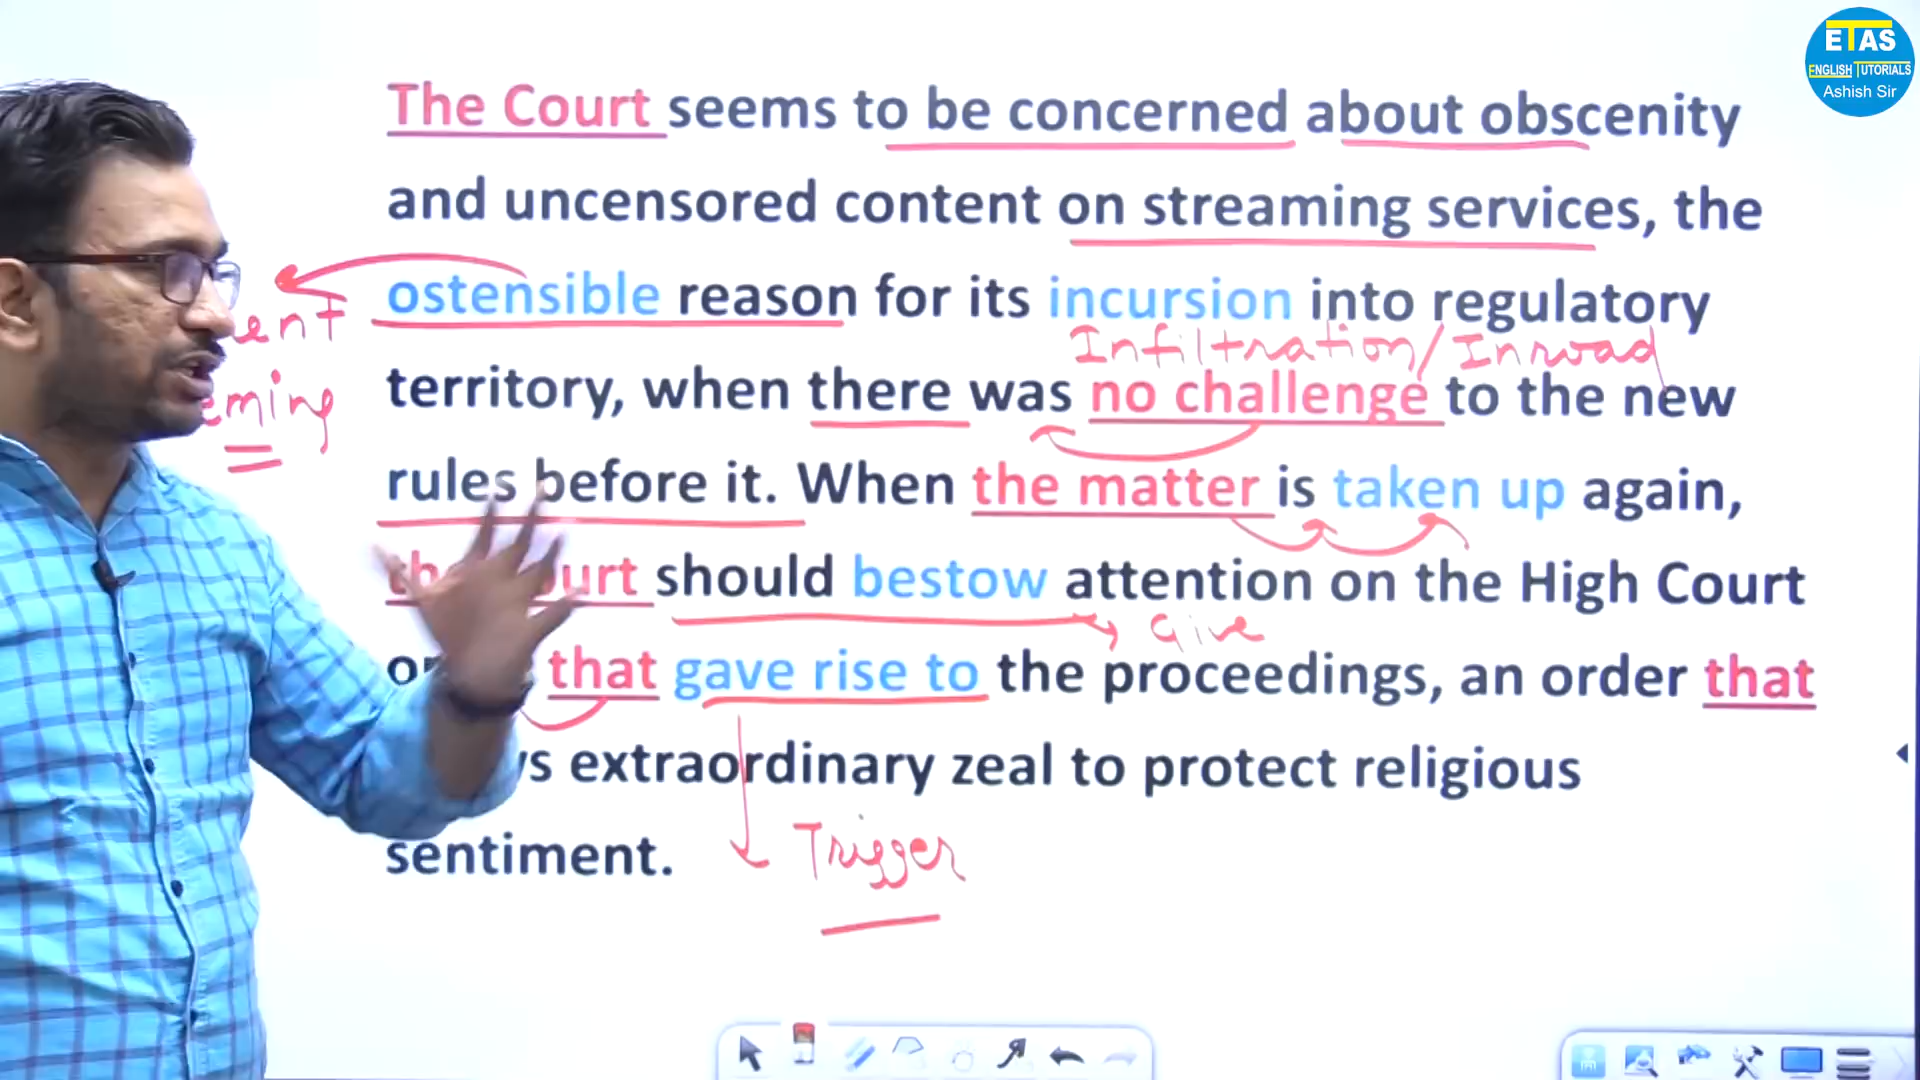 ETAS
ENGLISH TUTORIALS
Ashish Sir
The Court seems to be concerned about obscenity
and uncensored content on streaming services, the
ostensible reason for its incursion into regulatory
Infiltration/Inroad
territory, when there was no challenge to the new
rules before it. When the matter is taken up again,
should bestow attention on the High Court
Give
that gave rise to the proceedings, an order that
extraordinary zeal to protect religious
Trigger
sentiment.